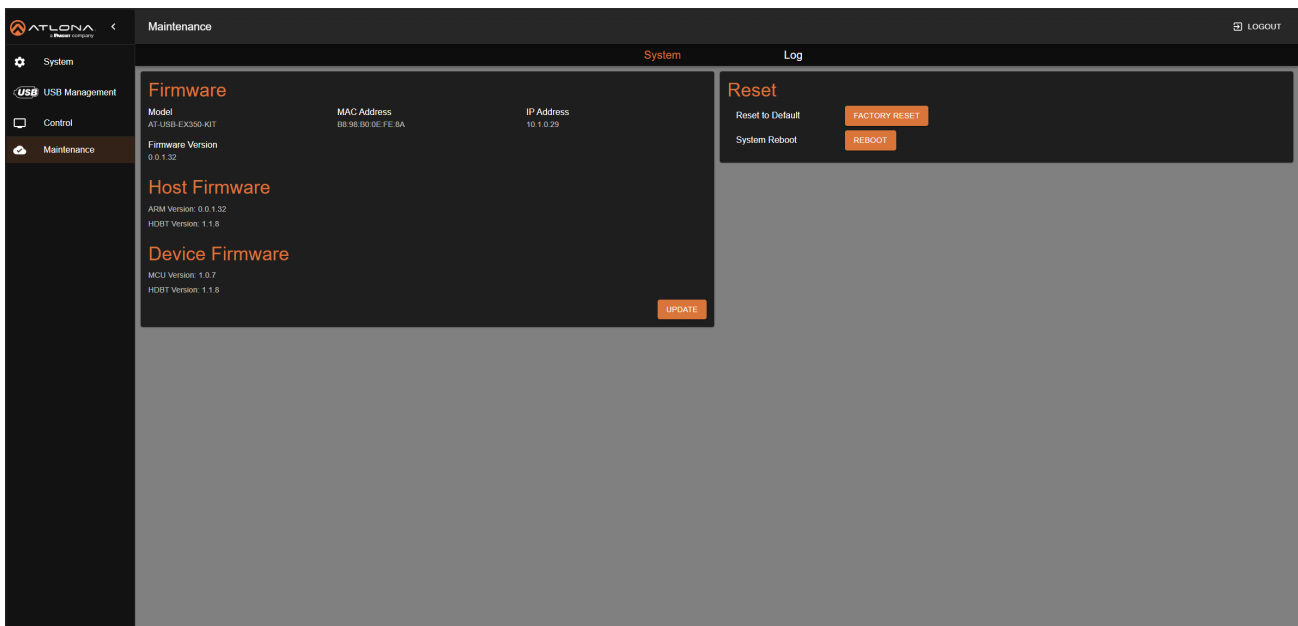 ATLONA
a PANDUIT company
Maintenance
LOGOUT
System
USB USB Management
Control
Maintenance
System Log
Firmware
Model MAC Address IP Address
AT-USB-EX350-KIT B8:98:B0:0E:FE:8A 10.1.0.29
Firmware Version
0.0.1.32
Host Firmware
ARM Version: 0.0.1.32
HDBT Version: 1.1.8
Device Firmware
MCU Version: 1.0.7
HDBT Version: 1.1.8
UPDATE
Reset
Reset to Default FACTORY RESET
System Reboot REBOOT